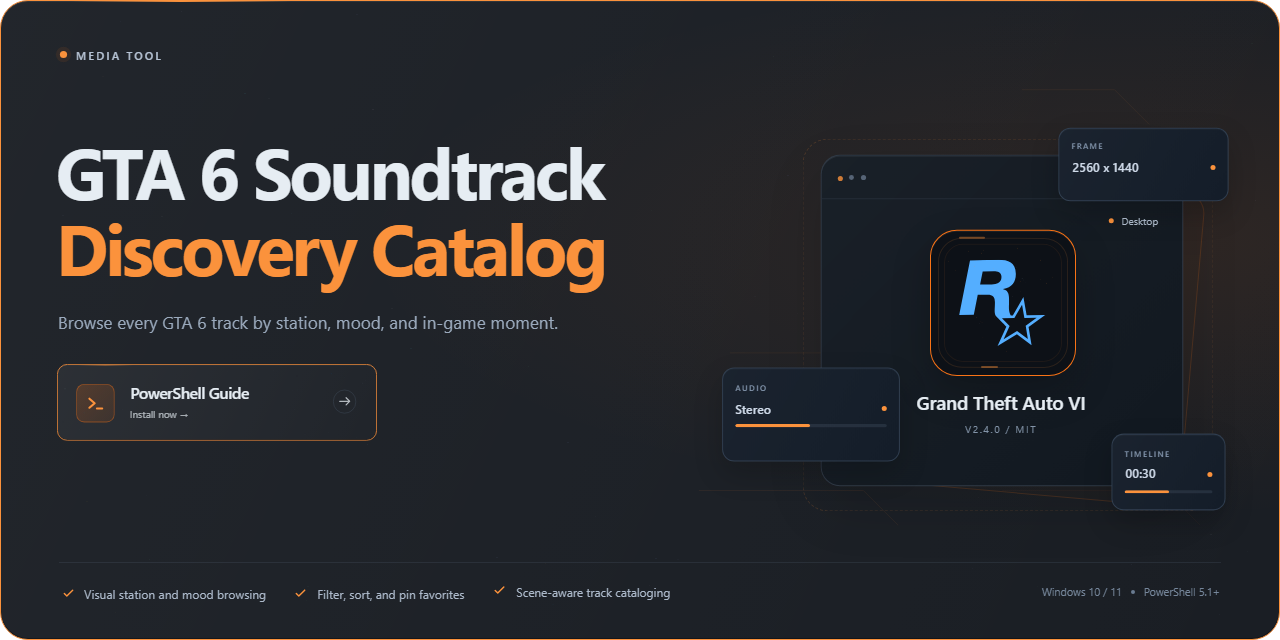 MEDIA TOOL
GTA 6 Soundtrack
Discovery Catalog
Browse every GTA 6 track by station, mood, and in-game moment.
>_
PowerShell Guide
Install now →
→
FRAME
2560 x 1440
Desktop
R
AUDIO
Stereo
Grand Theft Auto VI
V2.4.0 / MIT
TIMELINE
00:30
Visual station and mood browsing
Filter, sort, and pin favorites
Scene-aware track cataloging
Windows 10 / 11 • PowerShell 5.1+